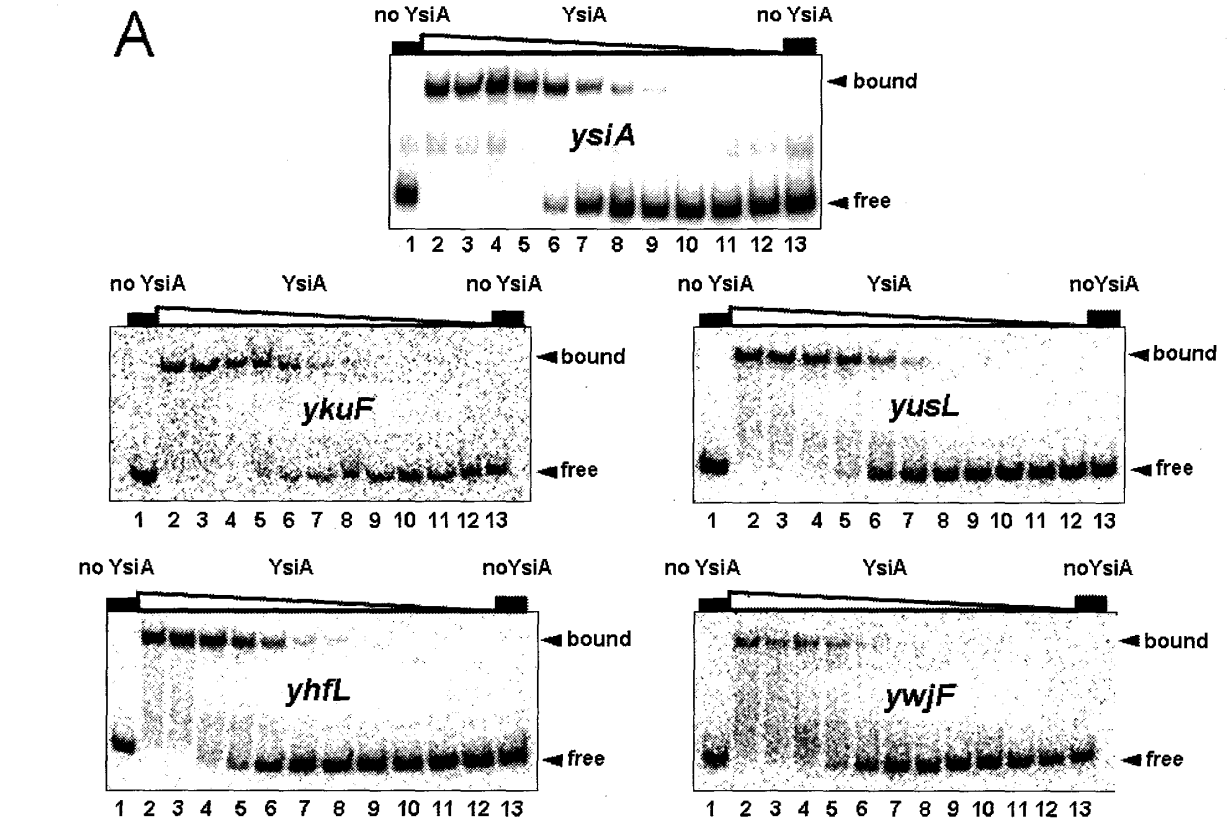 A
no YsiA YsiA no YsiA
bound
ysiA
free
1 2 3 4 5 6 7 8 9 10 11 12 13
no YsiA YsiA no YsiA
bound
ykuF
free
1 2 3 4 5 6 7 8 9 10 11 12 13
no YsiA YsiA noYsiA
bound
yusL
free
1 2 3 4 5 6 7 8 9 10 11 12 13
no YsiA YsiA noYsiA
bound
yhfL
free
1 2 3 4 5 6 7 8 9 10 11 12 13
no YsiA YsiA noYsiA
bound
ywjF
free
1 2 3 4 5 6 7 8 9 10 11 12 13